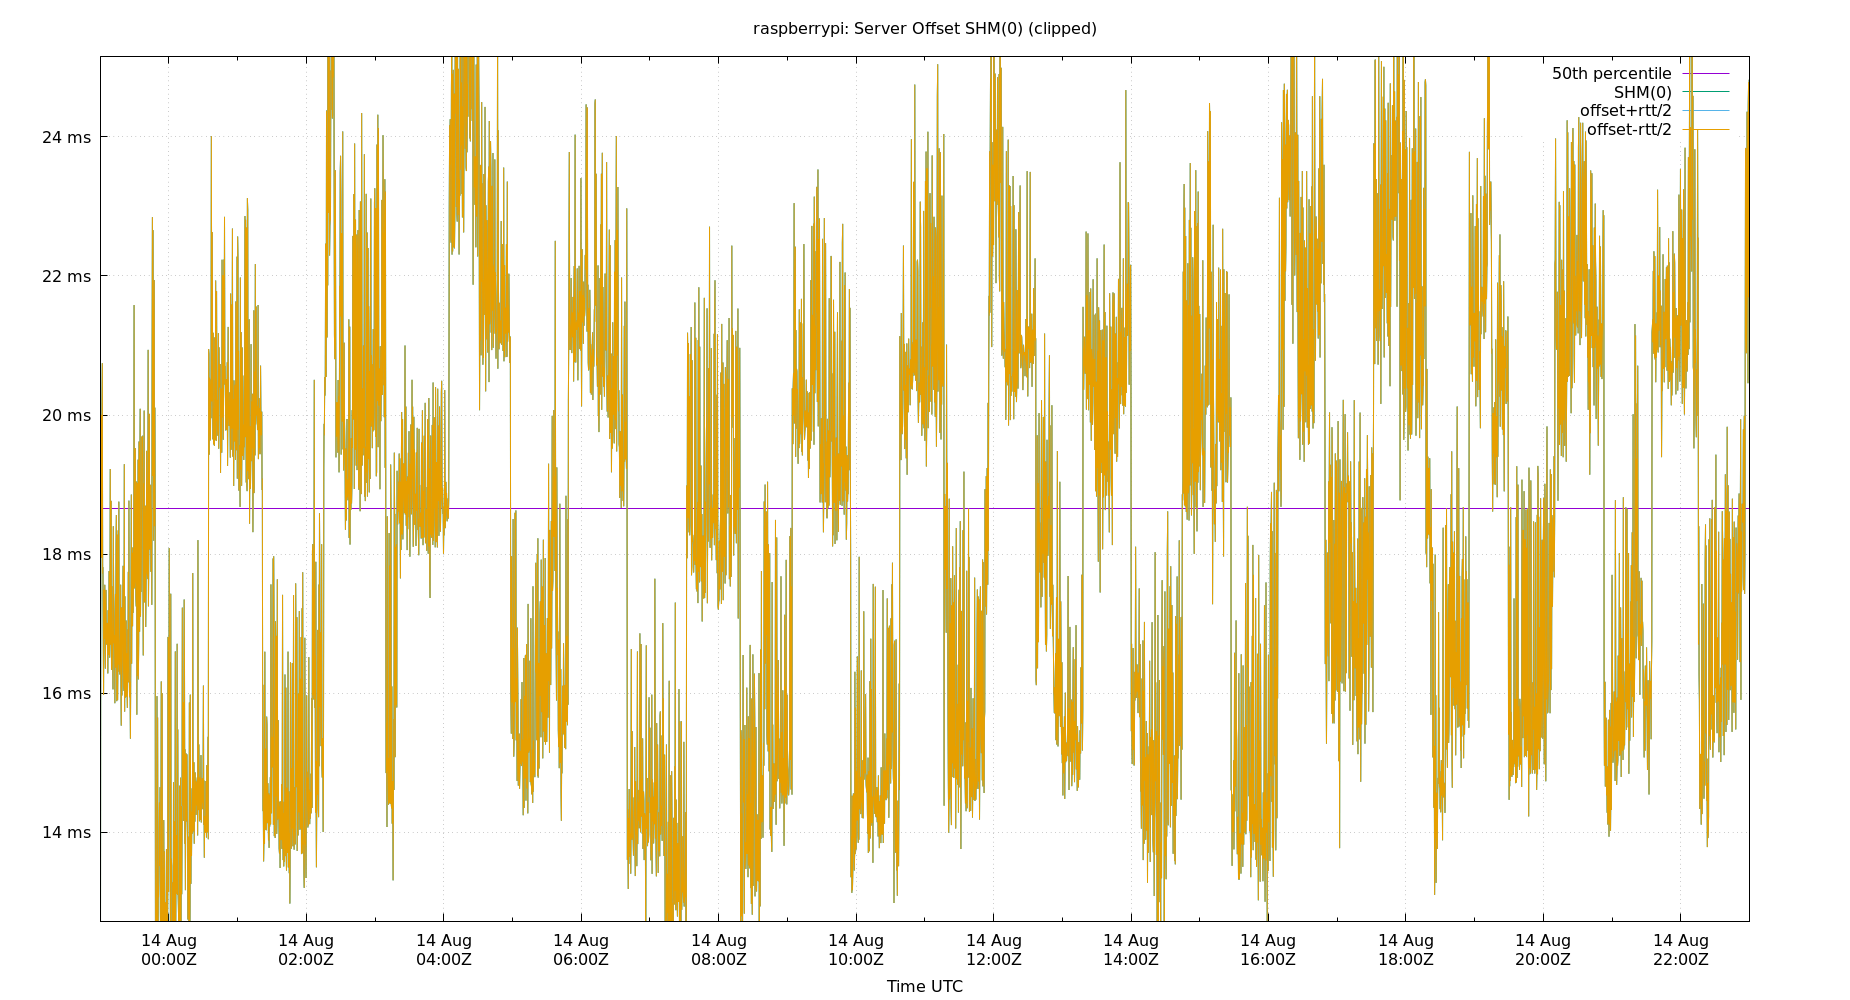 raspberrypi: Server Offset SHM(0) (clipped)
50th percentile
SHM(0)
offset+rtt/2
offset-rtt/2
24 ms
22 ms
20 ms
18 ms
16 ms
14 ms
14 Aug 14 Aug 14 Aug 14 Aug 14 Aug 14 Aug 14 Aug 14 Aug 14 Aug 14 Aug 14 Aug 14 Aug
00:00Z 02:00Z 04:00Z 06:00Z 08:00Z 10:00Z 12:00Z 14:00Z 16:00Z 18:00Z 20:00Z 22:00Z
Time UTC